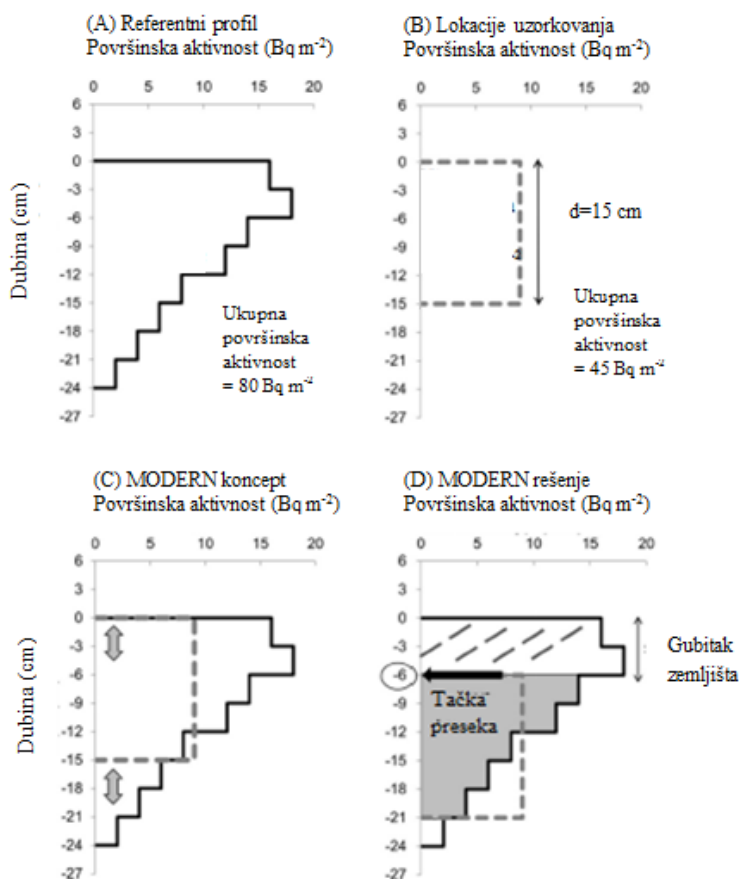 (A) Referentni profil
Površinska aktivnost (Bq m⁻²)
0 5 10 15 20
6
3
0
-3
-6
-9
-12
-15
-18
-21
-24
-27
Dubina (cm)
Ukupna
površinska
aktivnost
= 80 Bq m⁻²
(B) Lokacije uzorkovanja
Površinska aktivnost (Bq m⁻²)
0 5 10 15 20
6
3
0
-3
-6
-9
-12
-15
-18
-21
-24
-27
d=15 cm
Ukupna
površinska
aktivnost
= 45 Bq m⁻²
(C) MODERN koncept
Površinska aktivnost (Bq m⁻²)
0 5 10 15 20
6
3
0
-3
-6
-9
-12
-15
-18
-21
-24
-27
Dubina (cm)
(D) MODERN rešenje
Površinska aktivnost (Bq m⁻²)
0 5 10 15 20
6
3
0
-3
-6
-9
-12
-15
-18
-21
-24
-27
Tačka
preseka
Gubitak
zemljišta